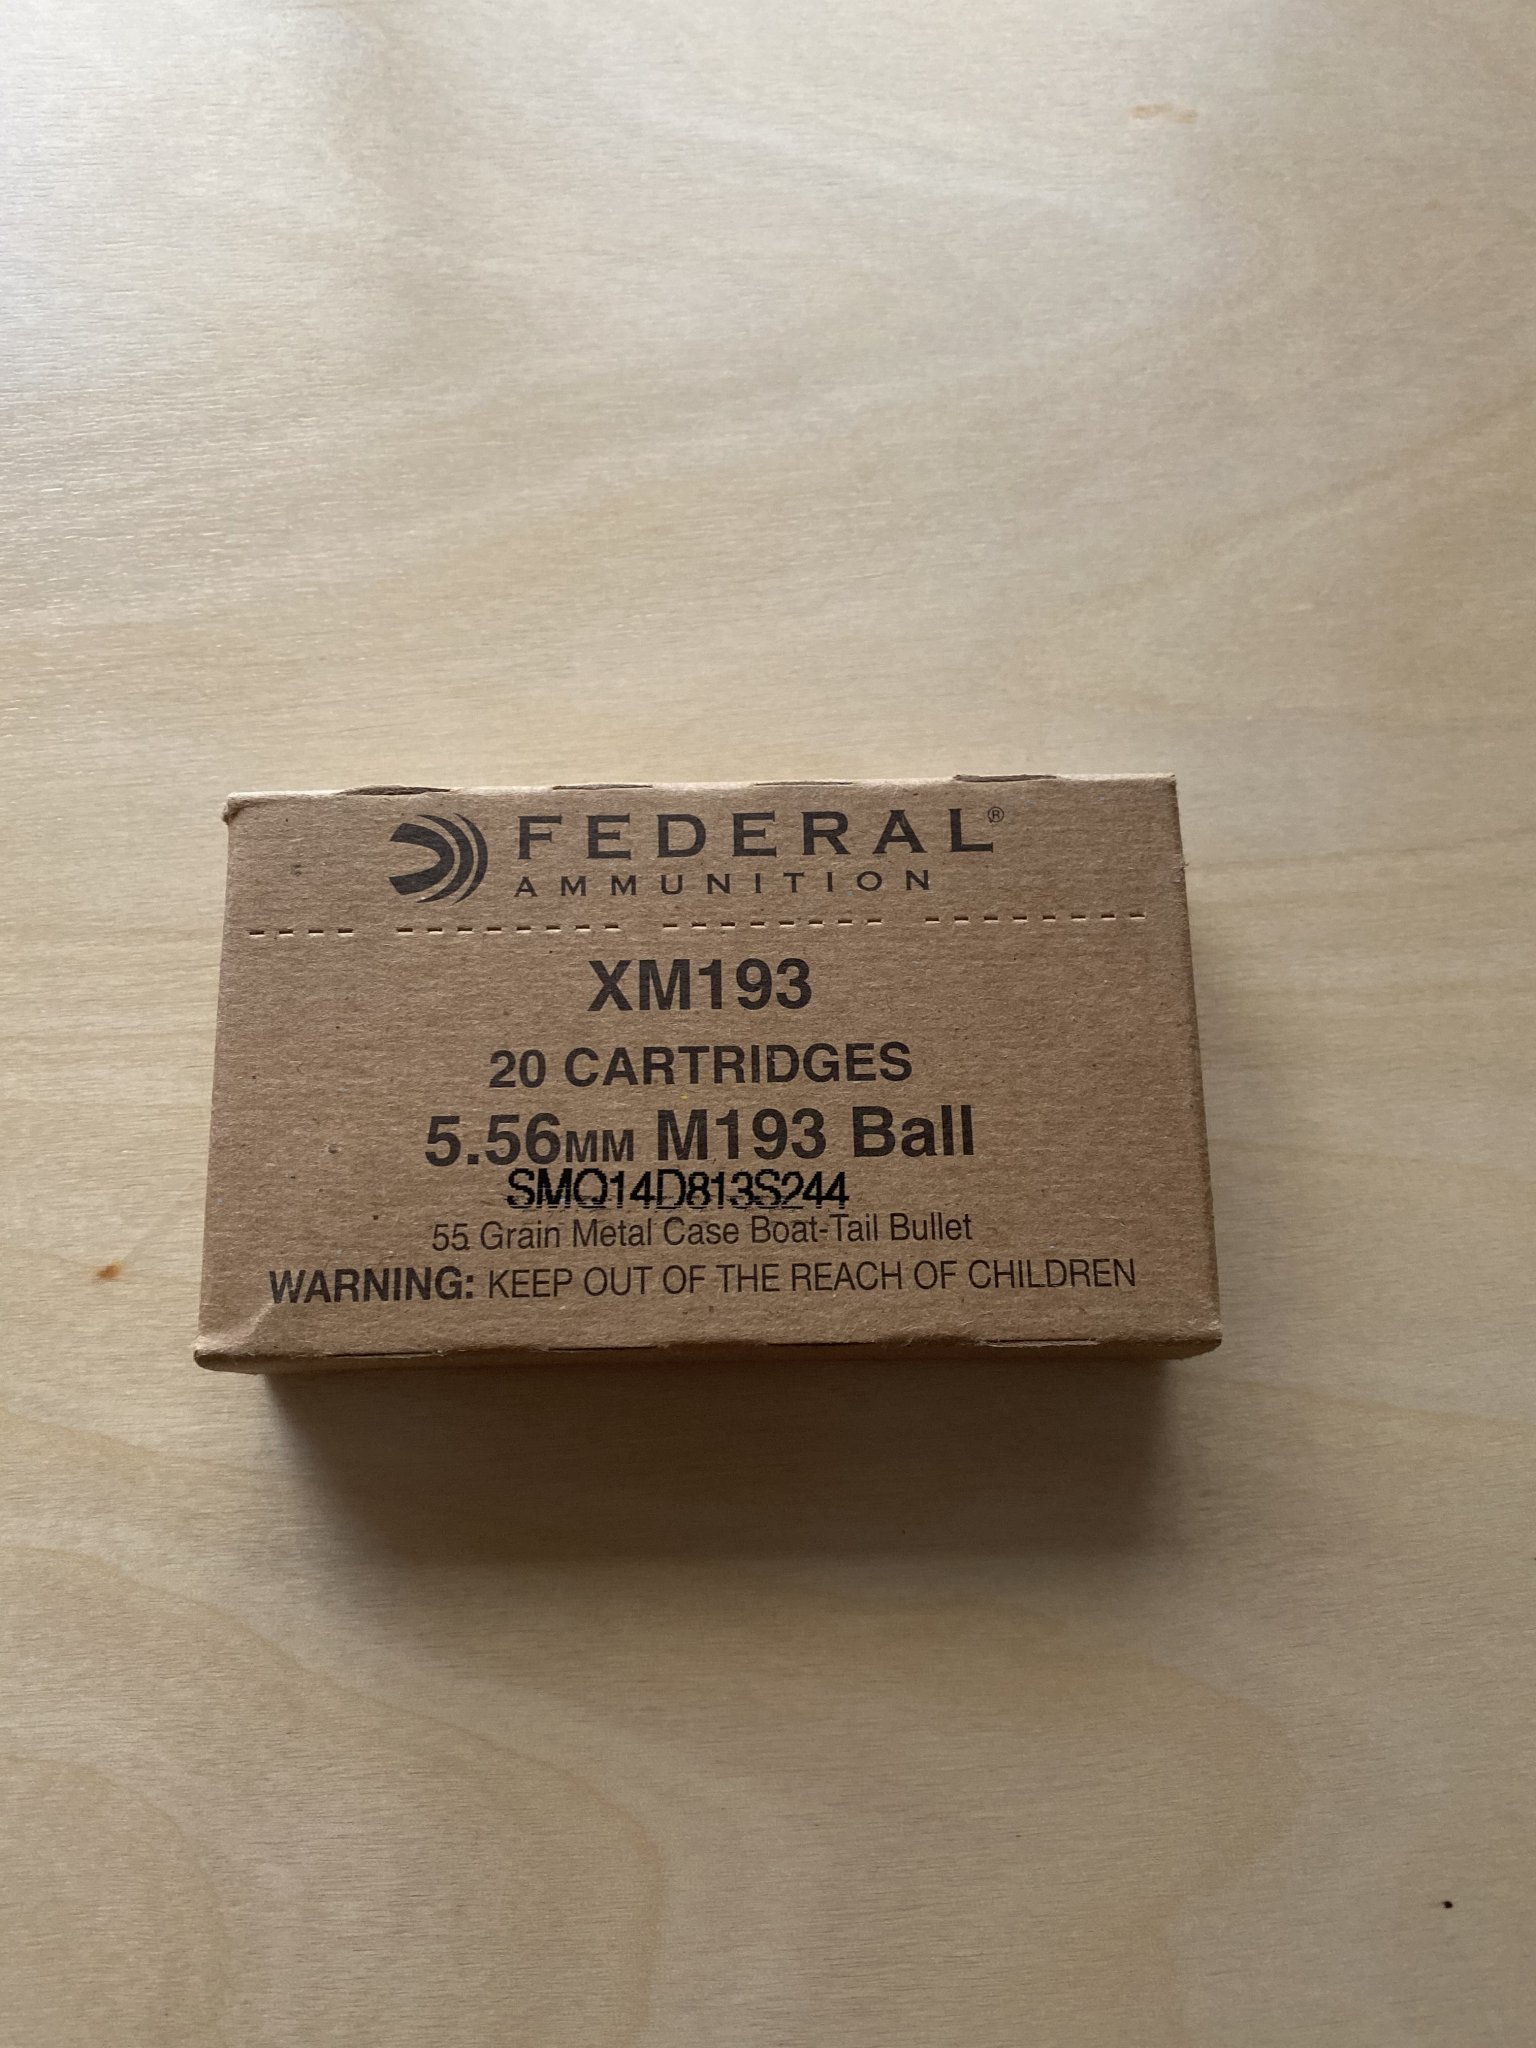 FEDERAL®
AMMUNITION
XM193
20 CARTRIDGES
5.56MM M193 Ball
SMQ14D813S244
55 Grain Metal Case Boat-Tail Bullet
WARNING: KEEP OUT OF THE REACH OF CHILDREN